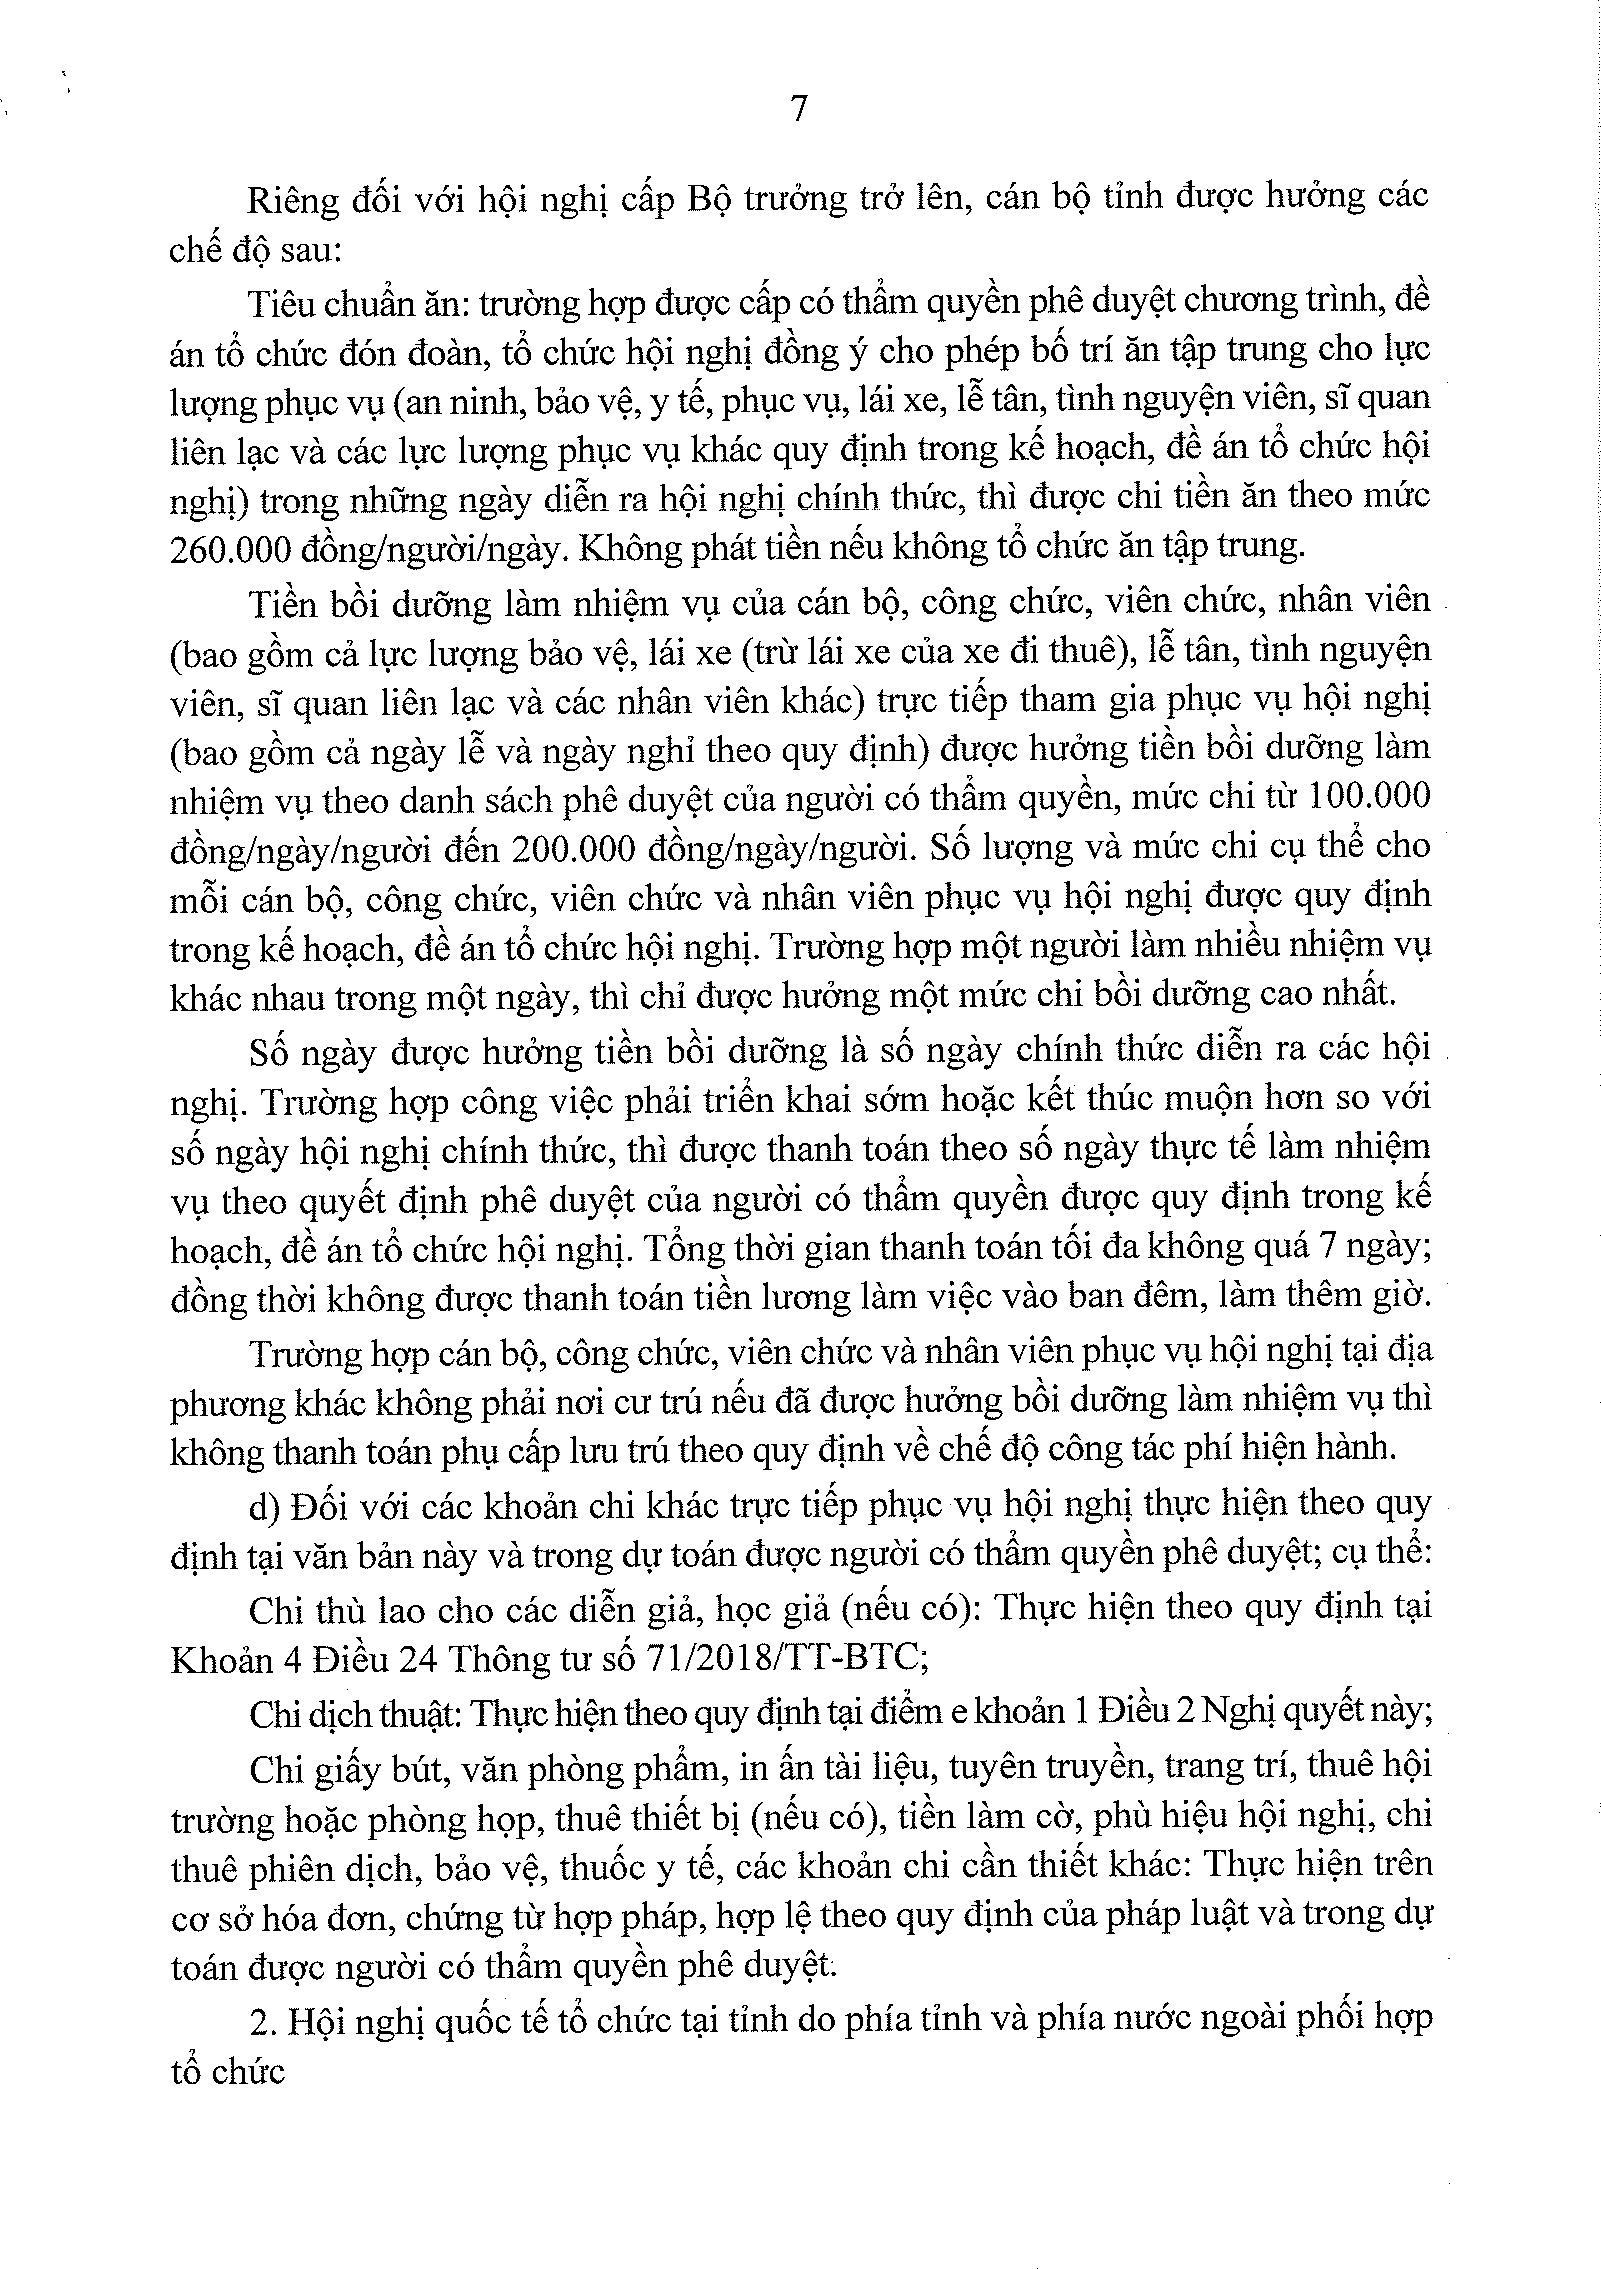 7
Riêng đối với hội nghị cấp Bộ trưởng trở lên, cán bộ tỉnh được hưởng các
chế độ sau:
Tiêu chuẩn ăn: trường hợp được cấp có thẩm quyền phê duyệt chương trình, đề
án tổ chức đón đoàn, tổ chức hội nghị đồng ý cho phép bố trí ăn tập trung cho lực
lượng phục vụ (an ninh, bảo vệ, y tế, phục vụ, lái xe, lễ tân, tình nguyện viên, sĩ quan
liên lạc và các lực lượng phục vụ khác quy định trong kế hoạch, đề án tổ chức hội
nghị) trong những ngày diễn ra hội nghị chính thức, thì được chi tiền ăn theo mức
260.000 đồng/người/ngày. Không phát tiền nếu không tổ chức ăn tập trung.
Tiền bồi dưỡng làm nhiệm vụ của cán bộ, công chức, viên chức, nhân viên
(bao gồm cả lực lượng bảo vệ, lái xe (trừ lái xe của xe đi thuê), lễ tân, tình nguyện
viên, sĩ quan liên lạc và các nhân viên khác) trực tiếp tham gia phục vụ hội nghị
(bao gồm cả ngày lễ và ngày nghỉ theo quy định) được hưởng tiền bồi dưỡng làm
nhiệm vụ theo danh sách phê duyệt của người có thẩm quyền, mức chi từ 100.000
đồng/ngày/người đến 200.000 đồng/ngày/người. Số lượng và mức chi cụ thể cho
mỗi cán bộ, công chức, viên chức và nhân viên phục vụ hội nghị được quy định
trong kế hoạch, đề án tổ chức hội nghị. Trường hợp một người làm nhiều nhiệm vụ
khác nhau trong một ngày, thì chỉ được hưởng một mức chi bồi dưỡng cao nhất.
Số ngày được hưởng tiền bồi dưỡng là số ngày chính thức diễn ra các hội
nghị. Trường hợp công việc phải triển khai sớm hoặc kết thúc muộn hơn so với
số ngày hội nghị chính thức, thì được thanh toán theo số ngày thực tế làm nhiệm
vụ theo quyết định phê duyệt của người có thẩm quyền được quy định trong kế
hoạch, đề án tổ chức hội nghị. Tổng thời gian thanh toán tối đa không quá 7 ngày;
đồng thời không được thanh toán tiền lương làm việc vào ban đêm, làm thêm giờ.
Trường hợp cán bộ, công chức, viên chức và nhân viên phục vụ hội nghị tại địa
phương khác không phải nơi cư trú nếu đã được hưởng bồi dưỡng làm nhiệm vụ thì
không thanh toán phụ cấp lưu trú theo quy định về chế độ công tác phí hiện hành.
d) Đối với các khoản chi khác trực tiếp phục vụ hội nghị thực hiện theo quy
định tại văn bản này và trong dự toán được người có thẩm quyền phê duyệt; cụ thể:
Chi thù lao cho các diễn giả, học giả (nếu có): Thực hiện theo quy định tại
Khoản 4 Điều 24 Thông tư số 71/2018/TT-BTC;
Chi dịch thuật: Thực hiện theo quy định tại điểm e khoản 1 Điều 2 Nghị quyết này;
Chi giấy bút, văn phòng phẩm, in ấn tài liệu, tuyên truyền, trang trí, thuê hội
trường hoặc phòng họp, thuê thiết bị (nếu có), tiền làm cờ, phù hiệu hội nghị, chi
thuê phiên dịch, bảo vệ, thuốc y tế, các khoản chi cần thiết khác: Thực hiện trên
cơ sở hóa đơn, chứng từ hợp pháp, hợp lệ theo quy định của pháp luật và trong dự
toán được người có thẩm quyền phê duyệt.
2. Hội nghị quốc tế tổ chức tại tỉnh do phía tỉnh và phía nước ngoài phối hợp
tổ chức